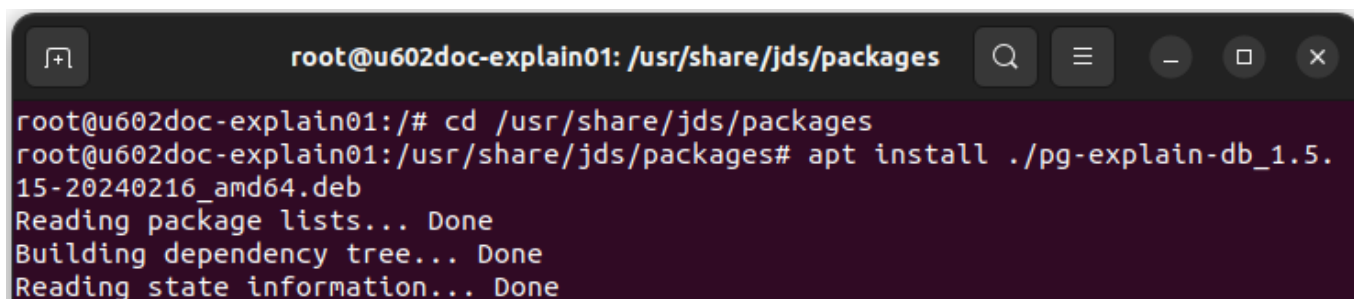 root@u602doc-explain01: /usr/share/jds/packages
root@u602doc-explain01:/# cd /usr/share/jds/packages
root@u602doc-explain01:/usr/share/jds/packages# apt install ./pg-explain-db_1.5.
15-20240216_amd64.deb
Reading package lists... Done
Building dependency tree... Done
Reading state information... Done